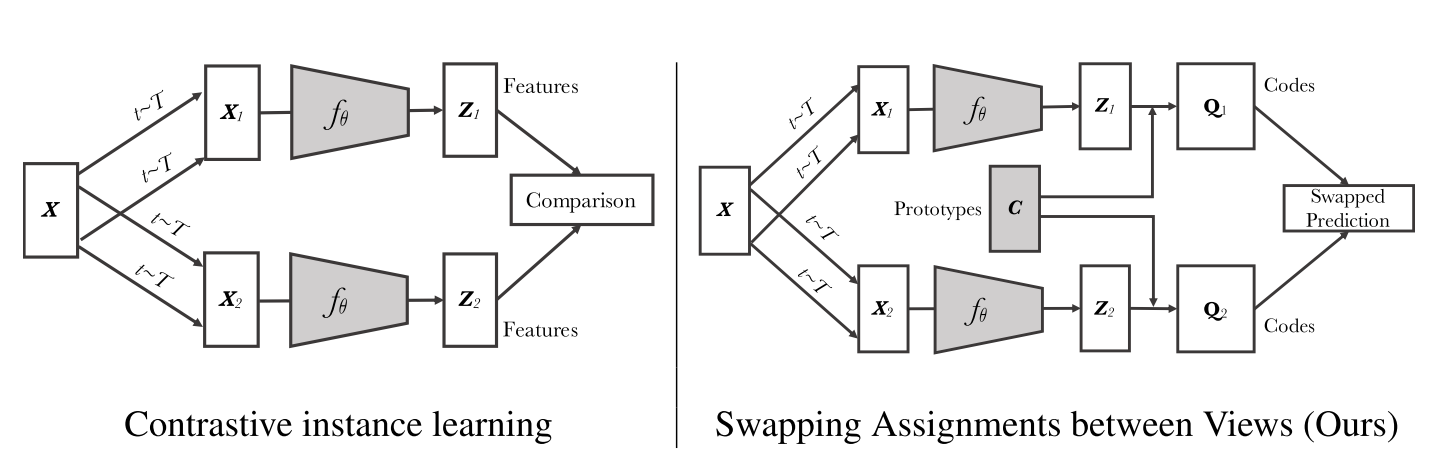 t~T
t~T
t~T
t~T
X
X1
fθ
Z1
Features
X2
fθ
Z2
Features
Comparison
Contrastive instance learning
t~T
t~T
t~T
t~T
X
X1
fθ
Z1
Q1
Codes
Prototypes
C
X2
fθ
Z2
Q2
Codes
Swapped
Prediction
Swapping Assignments between Views (Ours)